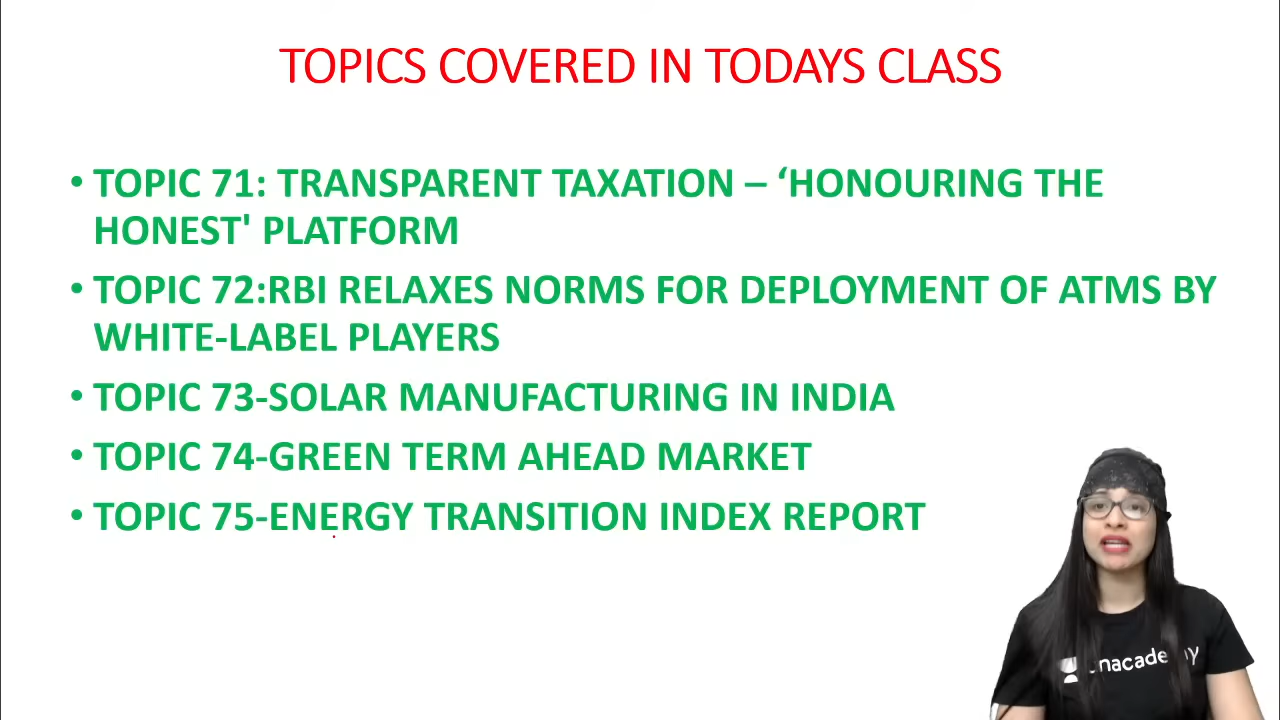 TOPICS COVERED IN TODAYS CLASS
• TOPIC 71: TRANSPARENT TAXATION – ‘HONOURING THE
HONEST' PLATFORM
• TOPIC 72:RBI RELAXES NORMS FOR DEPLOYMENT OF ATMS BY
WHITE-LABEL PLAYERS
• TOPIC 73-SOLAR MANUFACTURING IN INDIA
• TOPIC 74-GREEN TERM AHEAD MARKET
• TOPIC 75-ENERGY TRANSITION INDEX REPORT